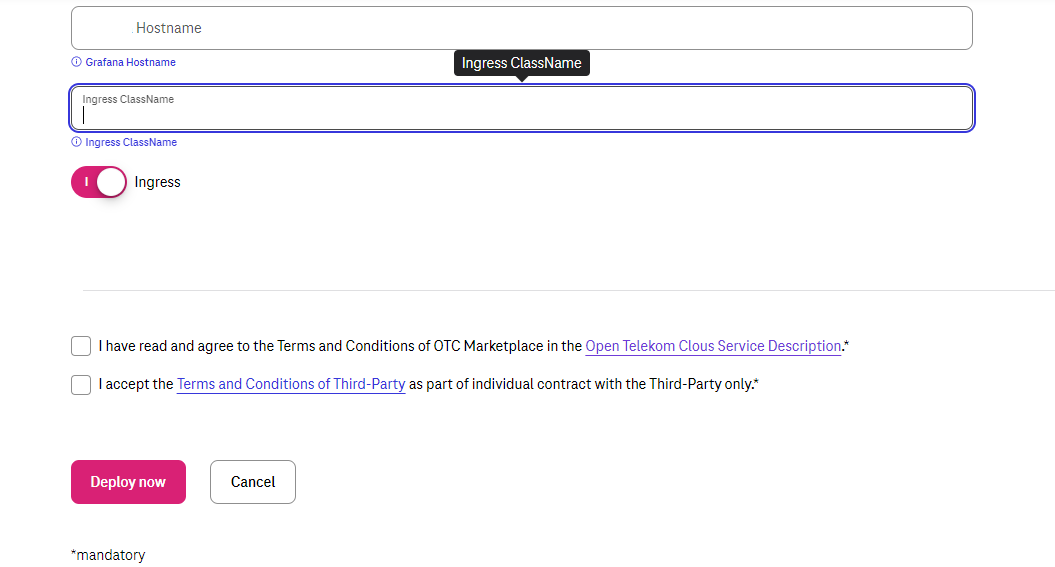 Hostname
Grafana Hostname
Ingress ClassName
Ingress ClassName
Ingress ClassName
I Ingress
I have read and agree to the Terms and Conditions of OTC Marketplace in the Open Telekom Clous Service Description.*
I accept the Terms and Conditions of Third-Party as part of individual contract with the Third-Party only.*
Deploy now Cancel
*mandatory